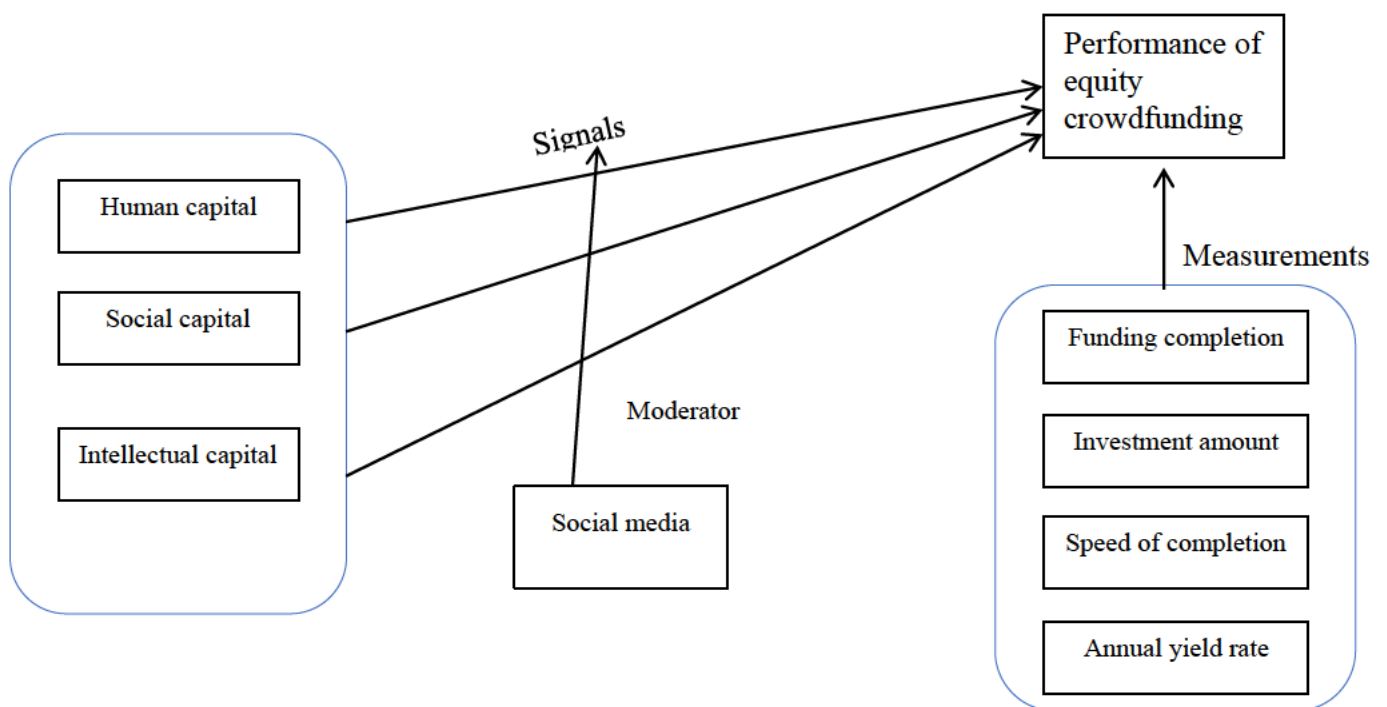 Performance of
equity
crowdfunding
Signals
Human capital
Social capital
Intellectual capital
Moderator
Social media
Measurements
Funding completion
Investment amount
Speed of completion
Annual yield rate